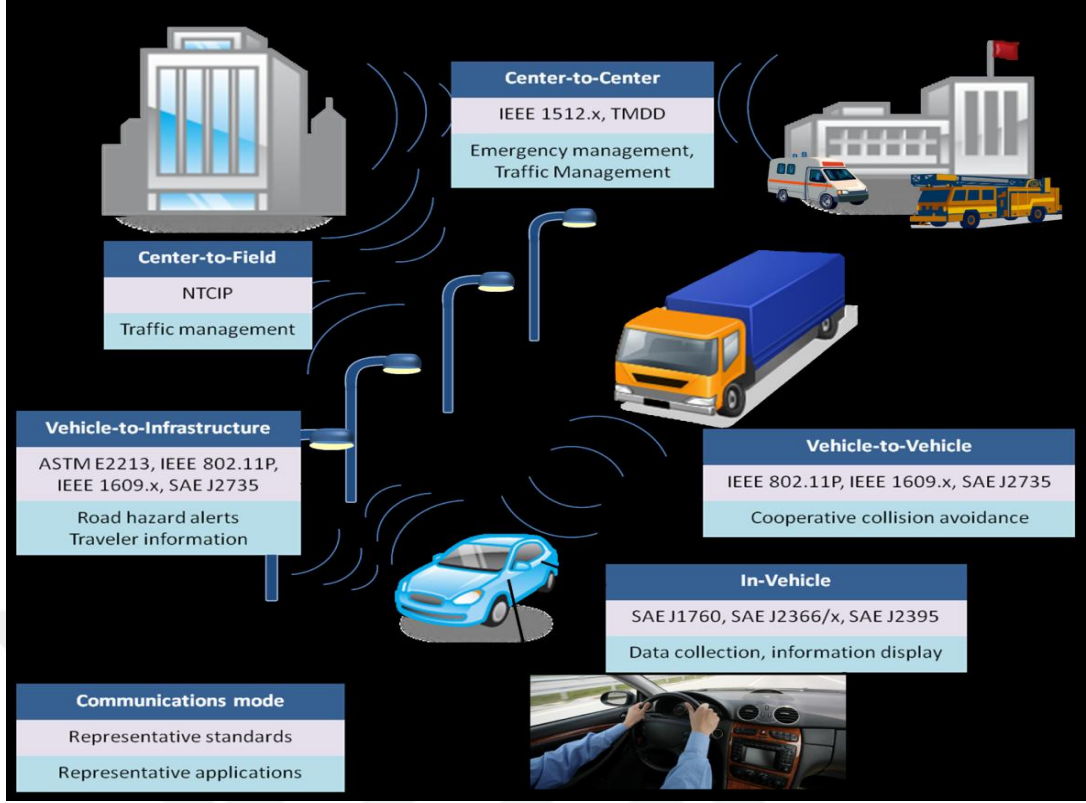 Center-to-Center
IEEE 1512.x, TMDD
Emergency management,
Traffic Management
Center-to-Field
NTCIP
Traffic management
Vehicle-to-Infrastructure
ASTM E2213, IEEE 802.11P,
IEEE 1609.x, SAE J2735
Road hazard alerts
Traveler information
Vehicle-to-Vehicle
IEEE 802.11P, IEEE 1609.x, SAE J2735
Cooperative collision avoidance
In-Vehicle
SAE J1760, SAE J2366/x, SAE J2395
Data collection, information display
Communications mode
Representative standards
Representative applications